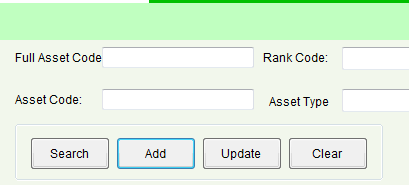 Full Asset Code Rank Code:
Asset Code: Asset Type
Search Add Update Clear